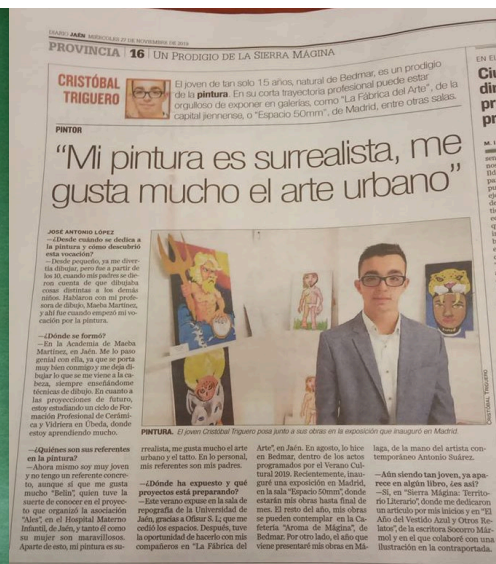 DIARIO JAÉN MIÉRCOLES 27 DE NOVIEMBRE DE 2019
PROVINCIA 16 UN PRODIGIO DE LA SIERRA MÁGINA
CRISTÓBAL
TRIGUERO
El joven de tan solo 15 años, natural de Bedmar, es un prodigio
de la pintura. En su corta trayectoria profesional puede estar
orgulloso de exponer en galerías, como "La Fábrica del Arte", de la
capital jiennense, o "Espacio 50mm", de Madrid, entre otras salas.
PINTOR
“Mi pintura es surrealista, me
gusta mucho el arte urbano”
JOSÉ ANTONIO LÓPEZ
—¿Desde cuándo se dedica a
la pintura y cómo descubrió
esta vocación?
—Desde pequeño, ya me diver-
tía dibujar, pero fue a partir de
los 10, cuando mis padres se die-
ron cuenta de que dibujaba
cosas distintas a los demás
niños. Hablaron con mi profe-
sora de dibujo, Maeba Martínez,
y ahí fue cuando empezó mi vo-
cación por la pintura.
—¿Dónde se formó?
—En la Academia de Maeba
Martínez, en Jaén. Me lo paso
genial con ella, ya que se porta
muy bien conmigo y me deja di-
bujar lo que se me viene a la ca-
beza, siempre enseñándome
técnicas de dibujo. En cuanto a
las proyecciones de futuro,
estoy estudiando un ciclo de For-
mación Profesional de Cerámi-
ca y Vidriera en Úbeda, donde
estoy aprendiendo mucho.
CRISTÓBAL TRIGUERO
PINTURA. El joven Cristóbal Triguero posa junto a sus obras en la exposición que inauguró en Madrid.
—¿Quiénes son sus referentes
en la pintura?
—Ahora mismo soy muy joven
y no tengo un referente concre-
to, aunque sí que me gusta
mucho "Belin", quien tuve la
suerte de conocer en el proyec-
to que organizó la asociación
"Ales", en el Hospital Materno
Infantil, de Jaén, y tanto él como
su mujer son maravillosos.
Aparte de esto, mi pintura es su-
rrealista, me gusta mucho el arte
urbano y el tatto. En lo personal,
mis referentes son mis padres.
—¿Dónde ha expuesto y qué
proyectos está preparando?
—Este verano expuse en la sala de
repografía de la Universidad de
Jaén, gracias a Ofisur S. L; que me
cedió los espacios. Después, tuve
la oportunidad de hacerlo con mis
compañeros en "La Fábrica del
Arte", en Jaén. En agosto, lo hice
en Bedmar, dentro de los actos
programados por el Verano Cul-
tural 2019. Recientemente, inau-
guré una exposición en Madrid,
en la sala "Espacio 50mm", donde
estarán mis obras hasta final de
mes. El resto del año, mis obras
se pueden contemplar en la Ca-
fetería "Aroma de Mágina", de
Bedmar. Por otro lado, el año que
viene presentaré mis obras en Má-
laga, de la mano del artista con-
temporáneo Antonio Suárez.
—Aún siendo tan joven, ya apa-
rece en algún libro, ¿es así?
—Sí, en "Sierra Mágina: Territo-
rio Literario", donde me dedicaron
un artículo por mis inicios y en "El
Año del Vestido Azul y Otros Re-
latos", de la escritora Socorro Már-
mol y en el que colaboré con una
ilustración en la contraportada.